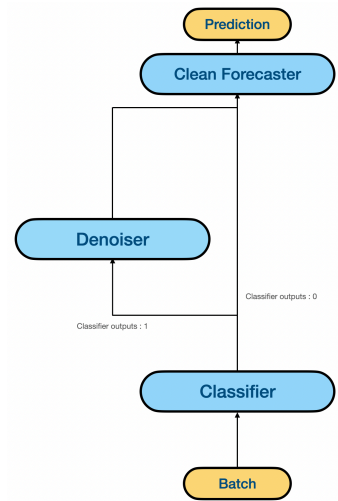 Prediction
Clean Forecaster
Denoiser
Classifier outputs : 0
Classifier outputs : 1
Classifier
Batch